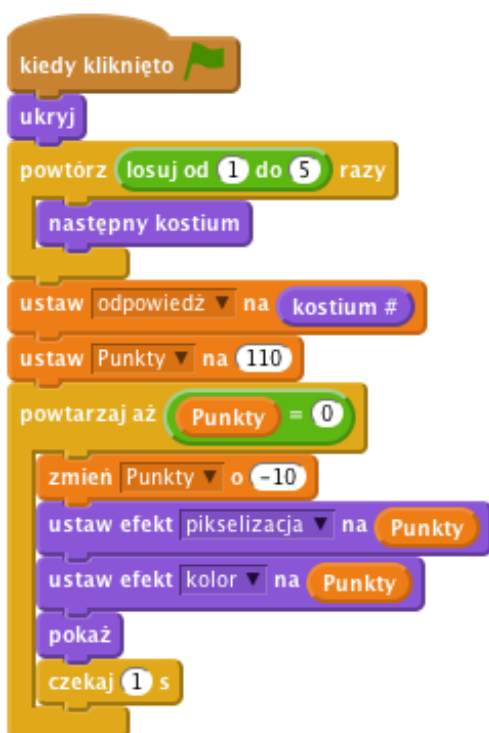 kiedy kliknięto
ukryj
powtórz losuj od 1 do 5 razy
następny kostium
ustaw odpowiedź na kostium #
ustaw Punkty na 110
powtarzaj aż Punkty = 0
zmień Punkty o -10
ustaw efekt pikselizacja na Punkty
ustaw efekt kolor na Punkty
pokaż
czekaj 1 s